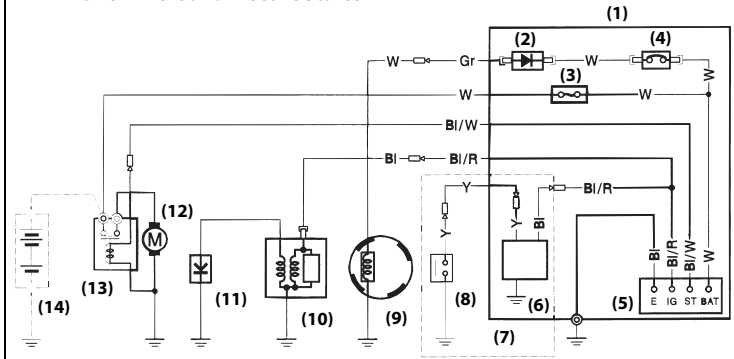 (1)
(2)
(4)
W
Gr
W
W
(3)
W
W
Bl/W
Bl
Bl/R
Y
Bl/R
Y
Y
Bl
(12)
M
Bl
Bl/R
Bl/W
W
(14)
(13)
(11)
(10)
(9)
(8)
(6)
(7)
(5)
E IG ST BAT